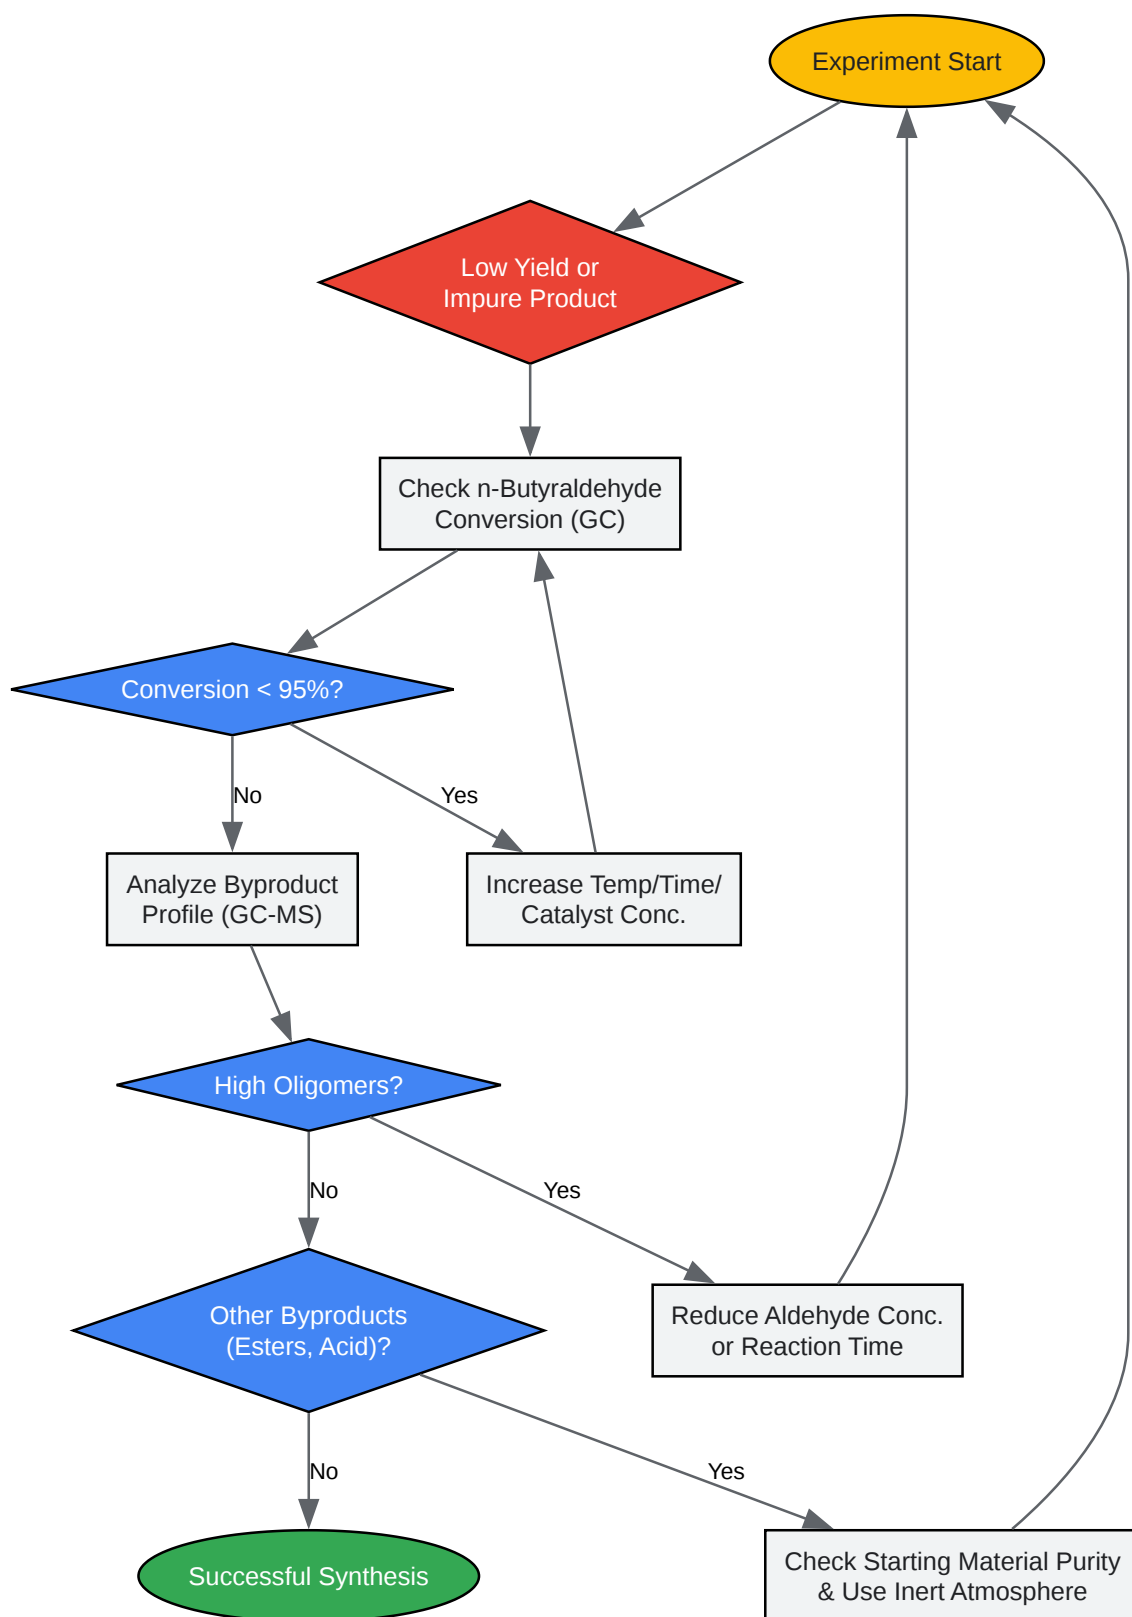 Experiment Start
Low Yield or
Impure Product
Check n-Butyraldehyde
Conversion (GC)
Conversion < 95%?
No
Yes
Analyze Byproduct
Profile (GC-MS)
Increase Temp/Time/
Catalyst Conc.
High Oligomers?
No
Yes
Other Byproducts
(Esters, Acid)?
Reduce Aldehyde Conc.
or Reaction Time
No
Yes
Successful Synthesis
Check Starting Material Purity
& Use Inert Atmosphere